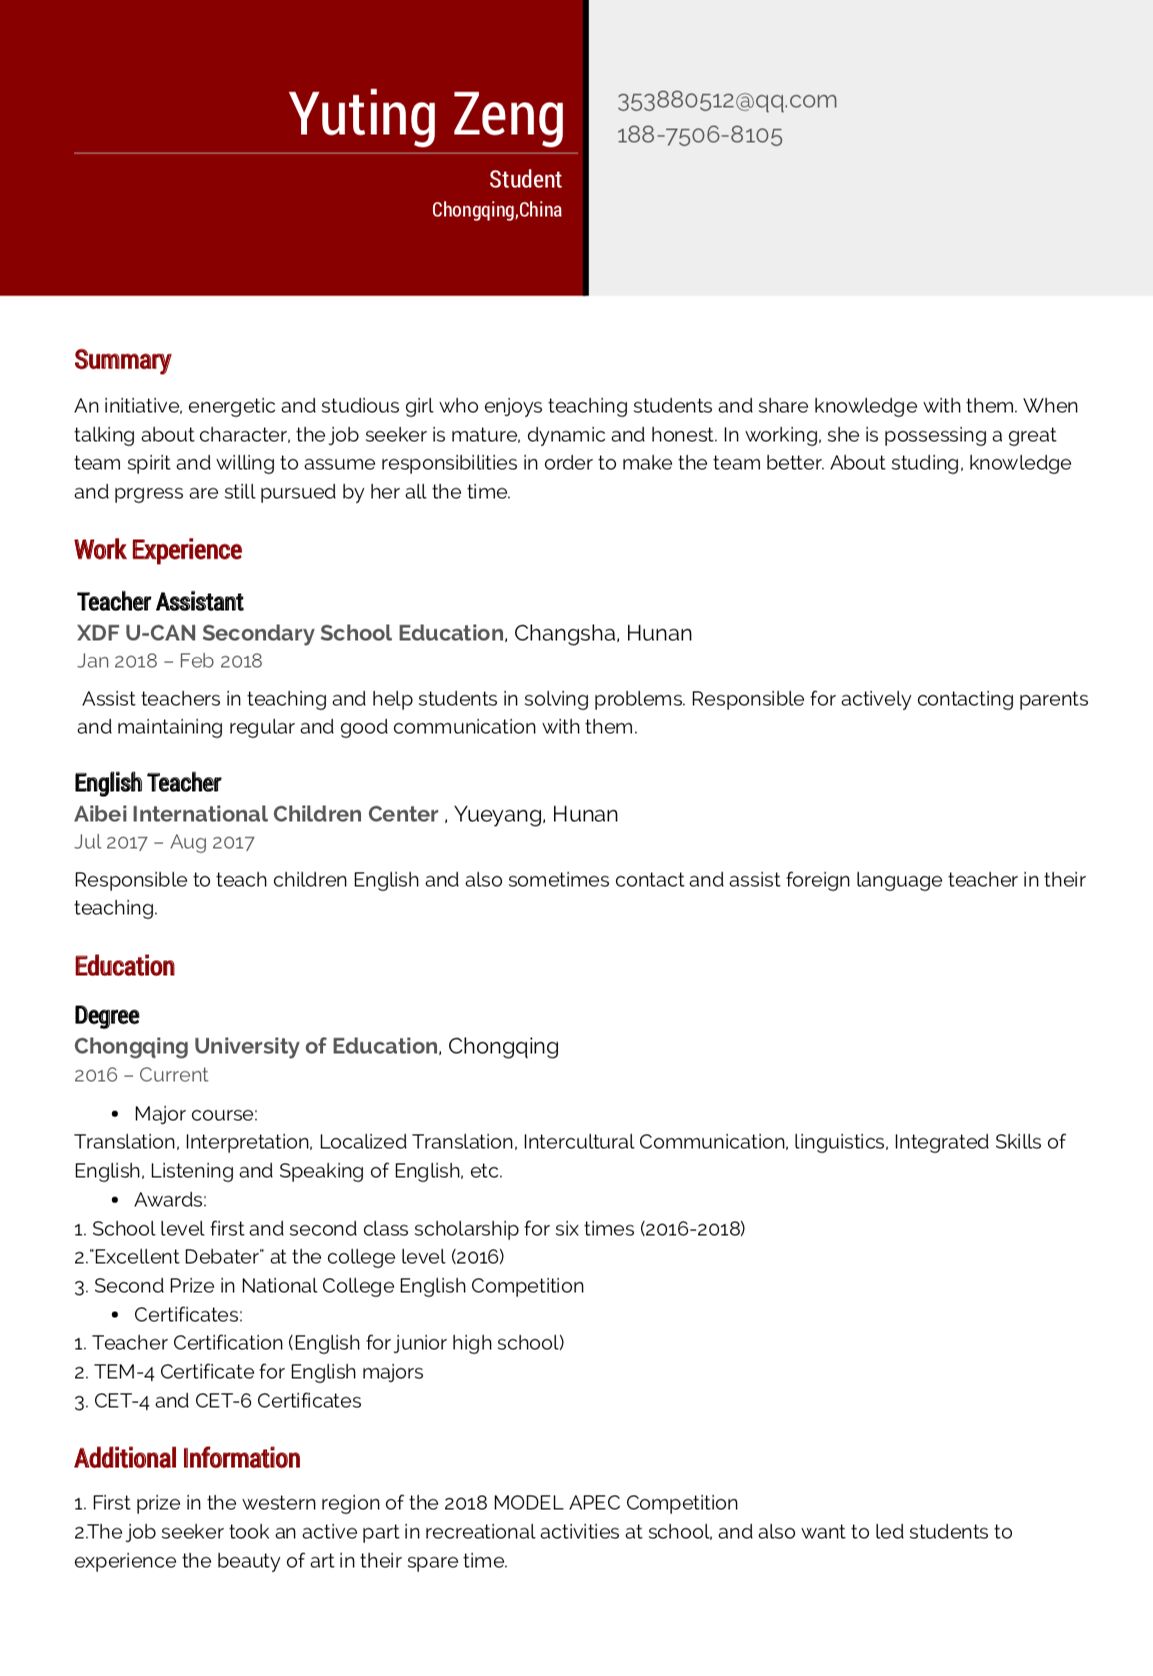 Yuting Zeng
Student
Chongqing,China
353880512@qq.com
188-7506-8105
Summary
An initiative, energetic and studious girl who enjoys teaching students and share knowledge with them. When
talking about character, the job seeker is mature, dynamic and honest. In working, she is possessing a great
team spirit and willing to assume responsibilities in order to make the team better. About studing, knowledge
and prgress are still pursued by her all the time.
Work Experience
Teacher Assistant
XDF U-CAN Secondary School Education, Changsha, Hunan
Jan 2018 – Feb 2018
Assist teachers in teaching and help students in solving problems. Responsible for actively contacting parents
and maintaining regular and good communication with them.
English Teacher
Aibei International Children Center , Yueyang, Hunan
Jul 2017 – Aug 2017
Responsible to teach children English and also sometimes contact and assist foreign language teacher in their
teaching.
Education
Degree
Chongqing University of Education, Chongqing
2016 – Current
• Major course:
Translation, Interpretation, Localized Translation, Intercultural Communication, linguistics, Integrated Skills of
English, Listening and Speaking of English, etc.
• Awards:
1. School level first and second class scholarship for six times (2016-2018)
2."Excellent Debater" at the college level (2016)
3. Second Prize in National College English Competition
• Certificates:
1. Teacher Certification (English for junior high school)
2. TEM-4 Certificate for English majors
3. CET-4 and CET-6 Certificates
Additional Information
1. First prize in the western region of the 2018 MODEL APEC Competition
2.The job seeker took an active part in recreational activities at school, and also want to led students to
experience the beauty of art in their spare time.